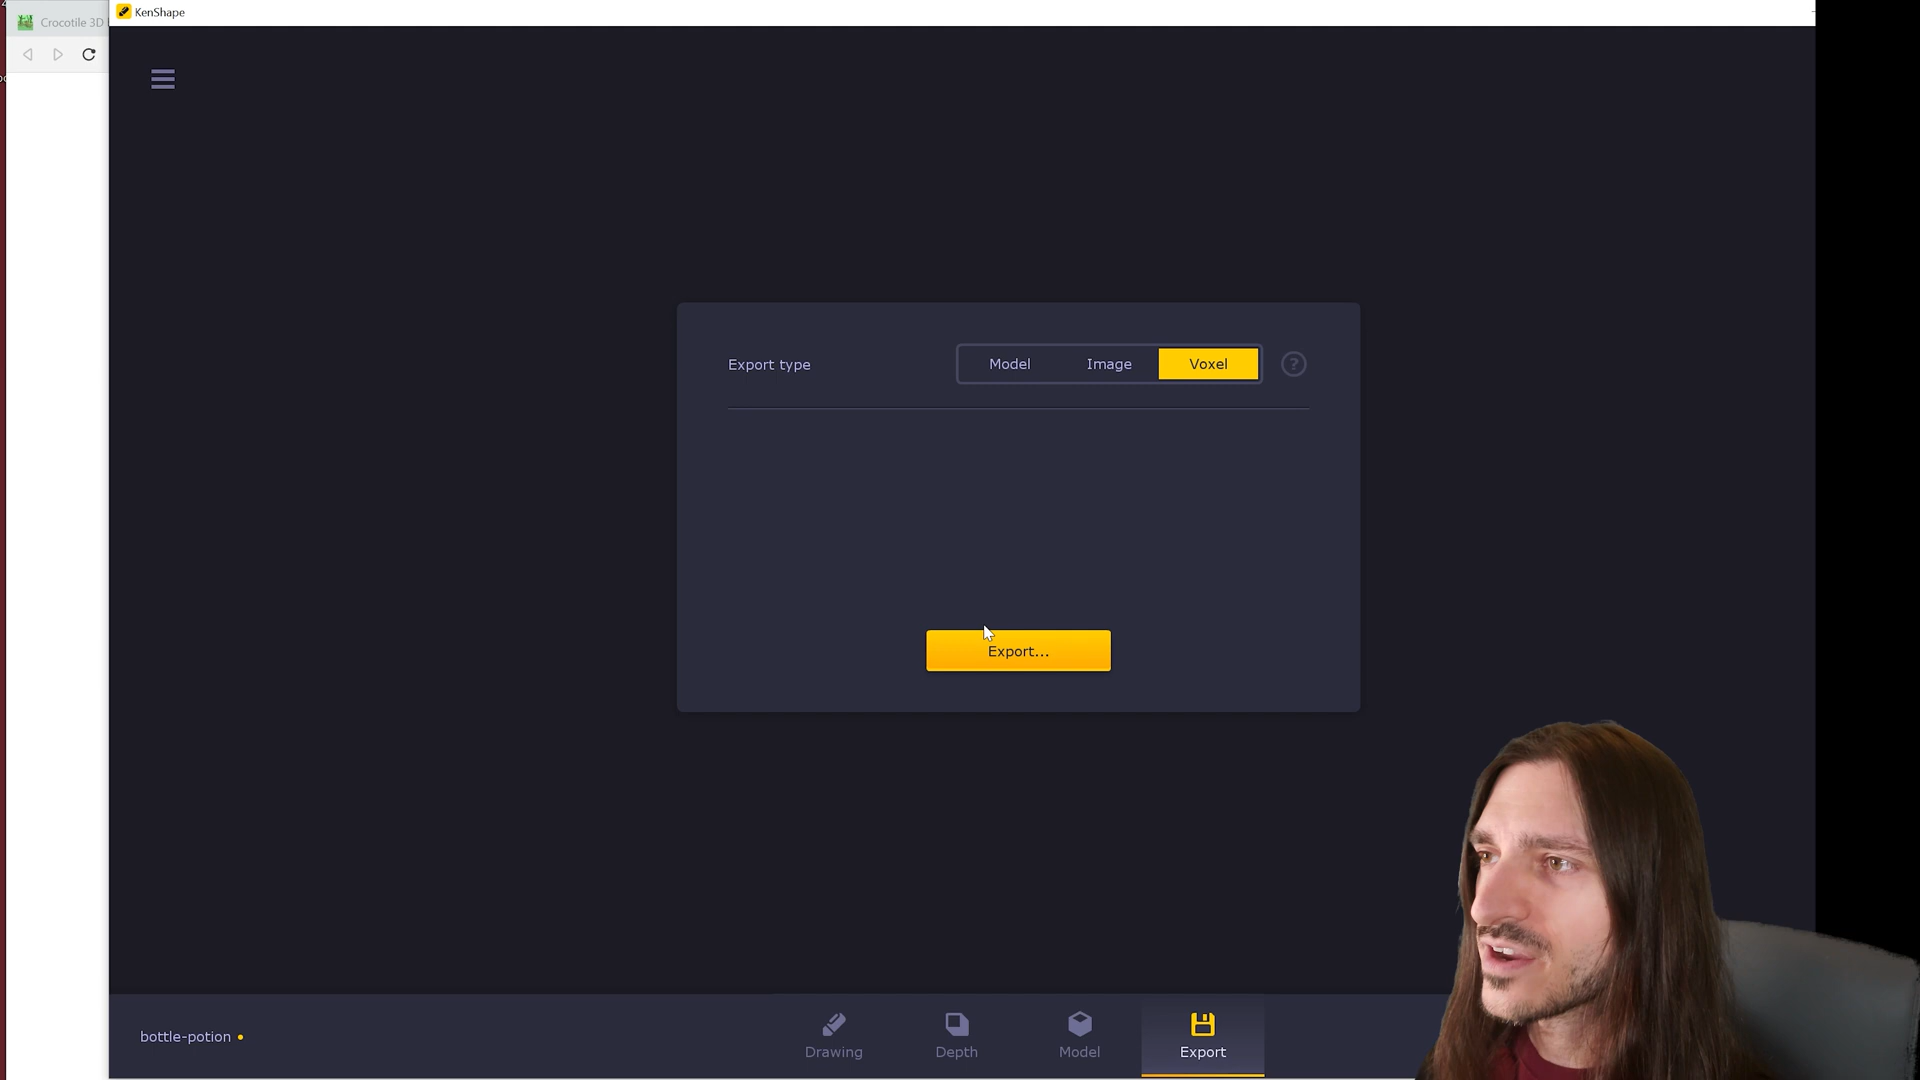 Crocotile 3D
KenShape
Export type
Model
Image
Voxel
?
Export...
bottle-potion
Drawing
Depth
Model
Export